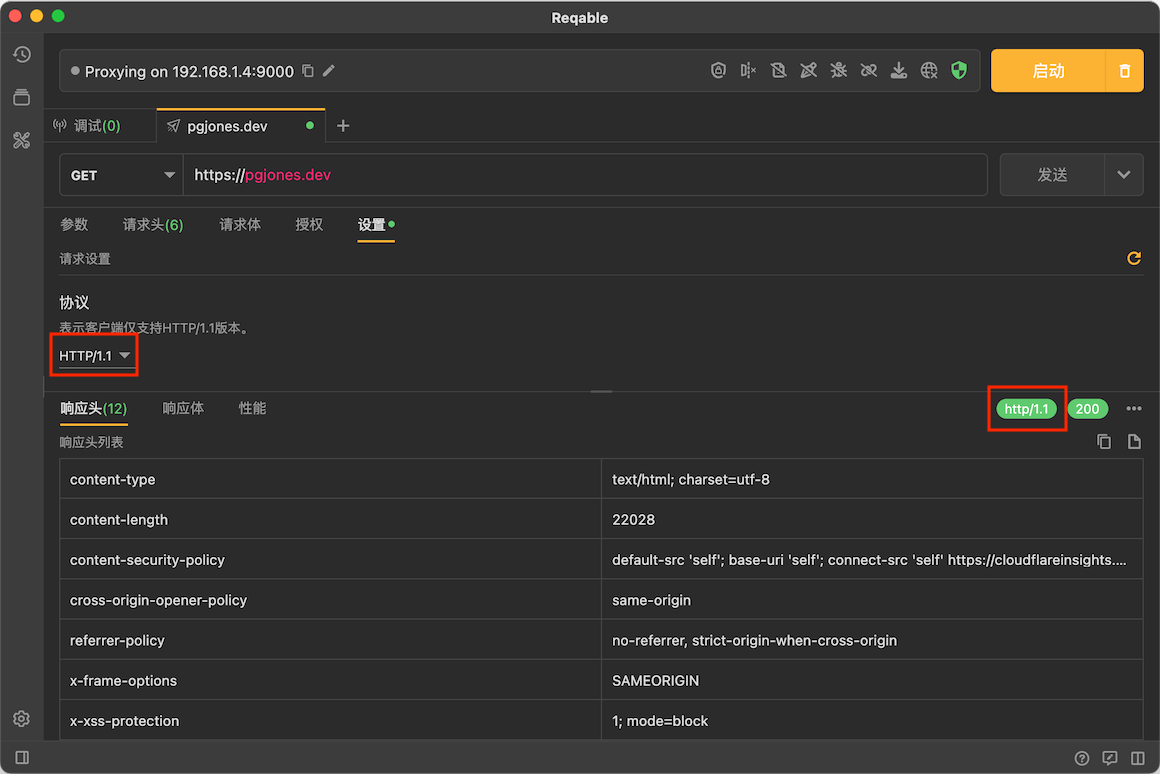 Reqable
Proxying on 192.168.1.4:9000
启动
调试(0)
pgjones.dev
GET
https://pgjones.dev
发送
参数 请求头(6) 请求体 授权 设置
请求设置
协议
表示客户端仅支持HTTP/1.1版本。
HTTP/1.1
响应头(12) 响应体 性能 http/1.1 200
响应头列表
content-type text/html; charset=utf-8
content-length 22028
content-security-policy default-src 'self'; base-uri 'self'; connect-src 'self' https://cloudflareinsights....
cross-origin-opener-policy same-origin
referrer-policy no-referrer, strict-origin-when-cross-origin
x-frame-options SAMEORIGIN
x-xss-protection 1; mode=block